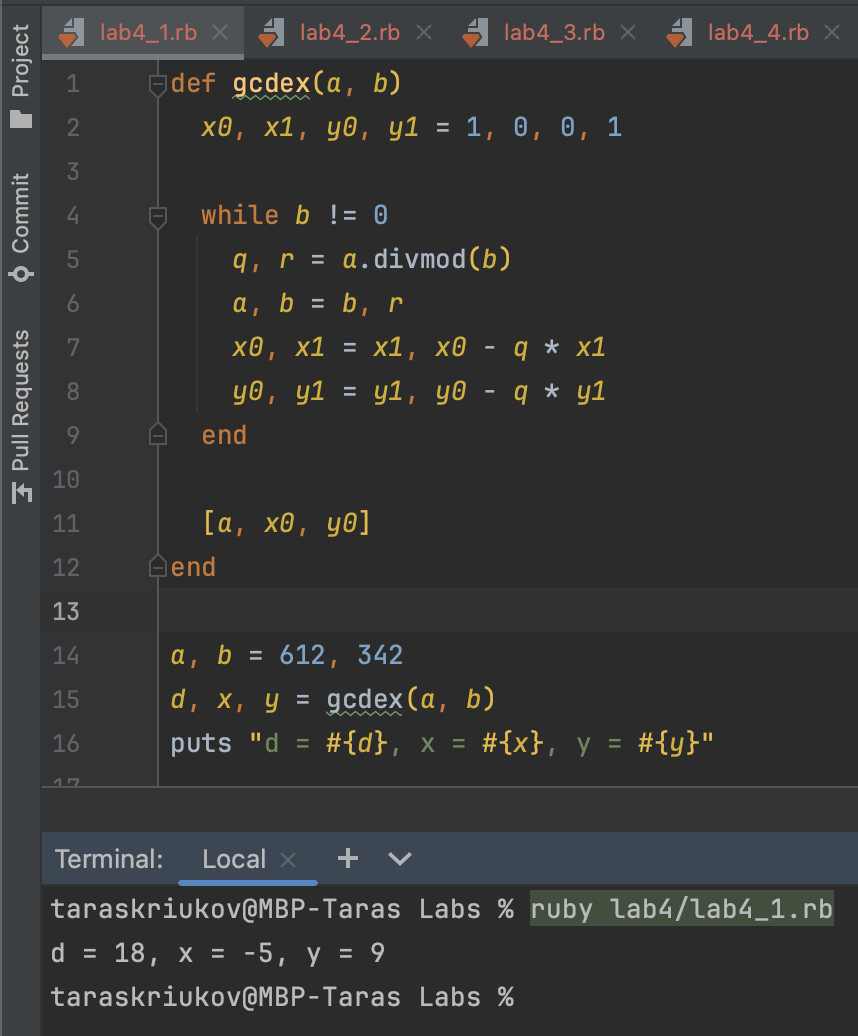 lab4_1.rb lab4_2.rb lab4_3.rb lab4_4.rb
Project
Commit
Pull Requests
1 def gcdex(a, b)
2 x0, x1, y0, y1 = 1, 0, 0, 1
3
4 while b != 0
5 q, r = a.divmod(b)
6 a, b = b, r
7 x0, x1 = x1, x0 - q * x1
8 y0, y1 = y1, y0 - q * y1
9 end
10
11 [a, x0, y0]
12 end
13
14 a, b = 612, 342
15 d, x, y = gcdex(a, b)
16 puts "d = #{d}, x = #{x}, y = #{y}"
17
Terminal: Local
taraskriukov@MBP-Taras Labs % ruby lab4/lab4_1.rb
d = 18, x = -5, y = 9
taraskriukov@MBP-Taras Labs %